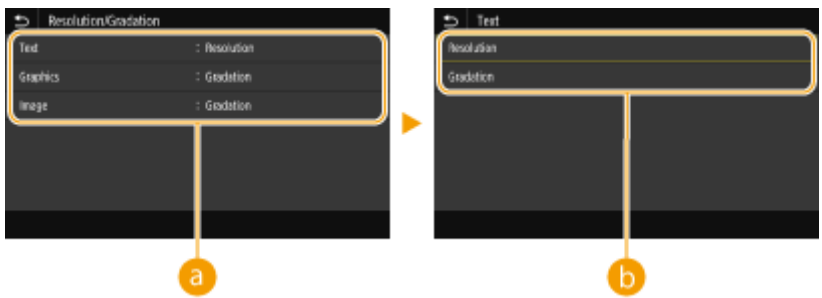 Resolution/Gradation
Text : Resolution
Graphics : Gradation
Image : Gradation
a
Text
Resolution
Gradation
b